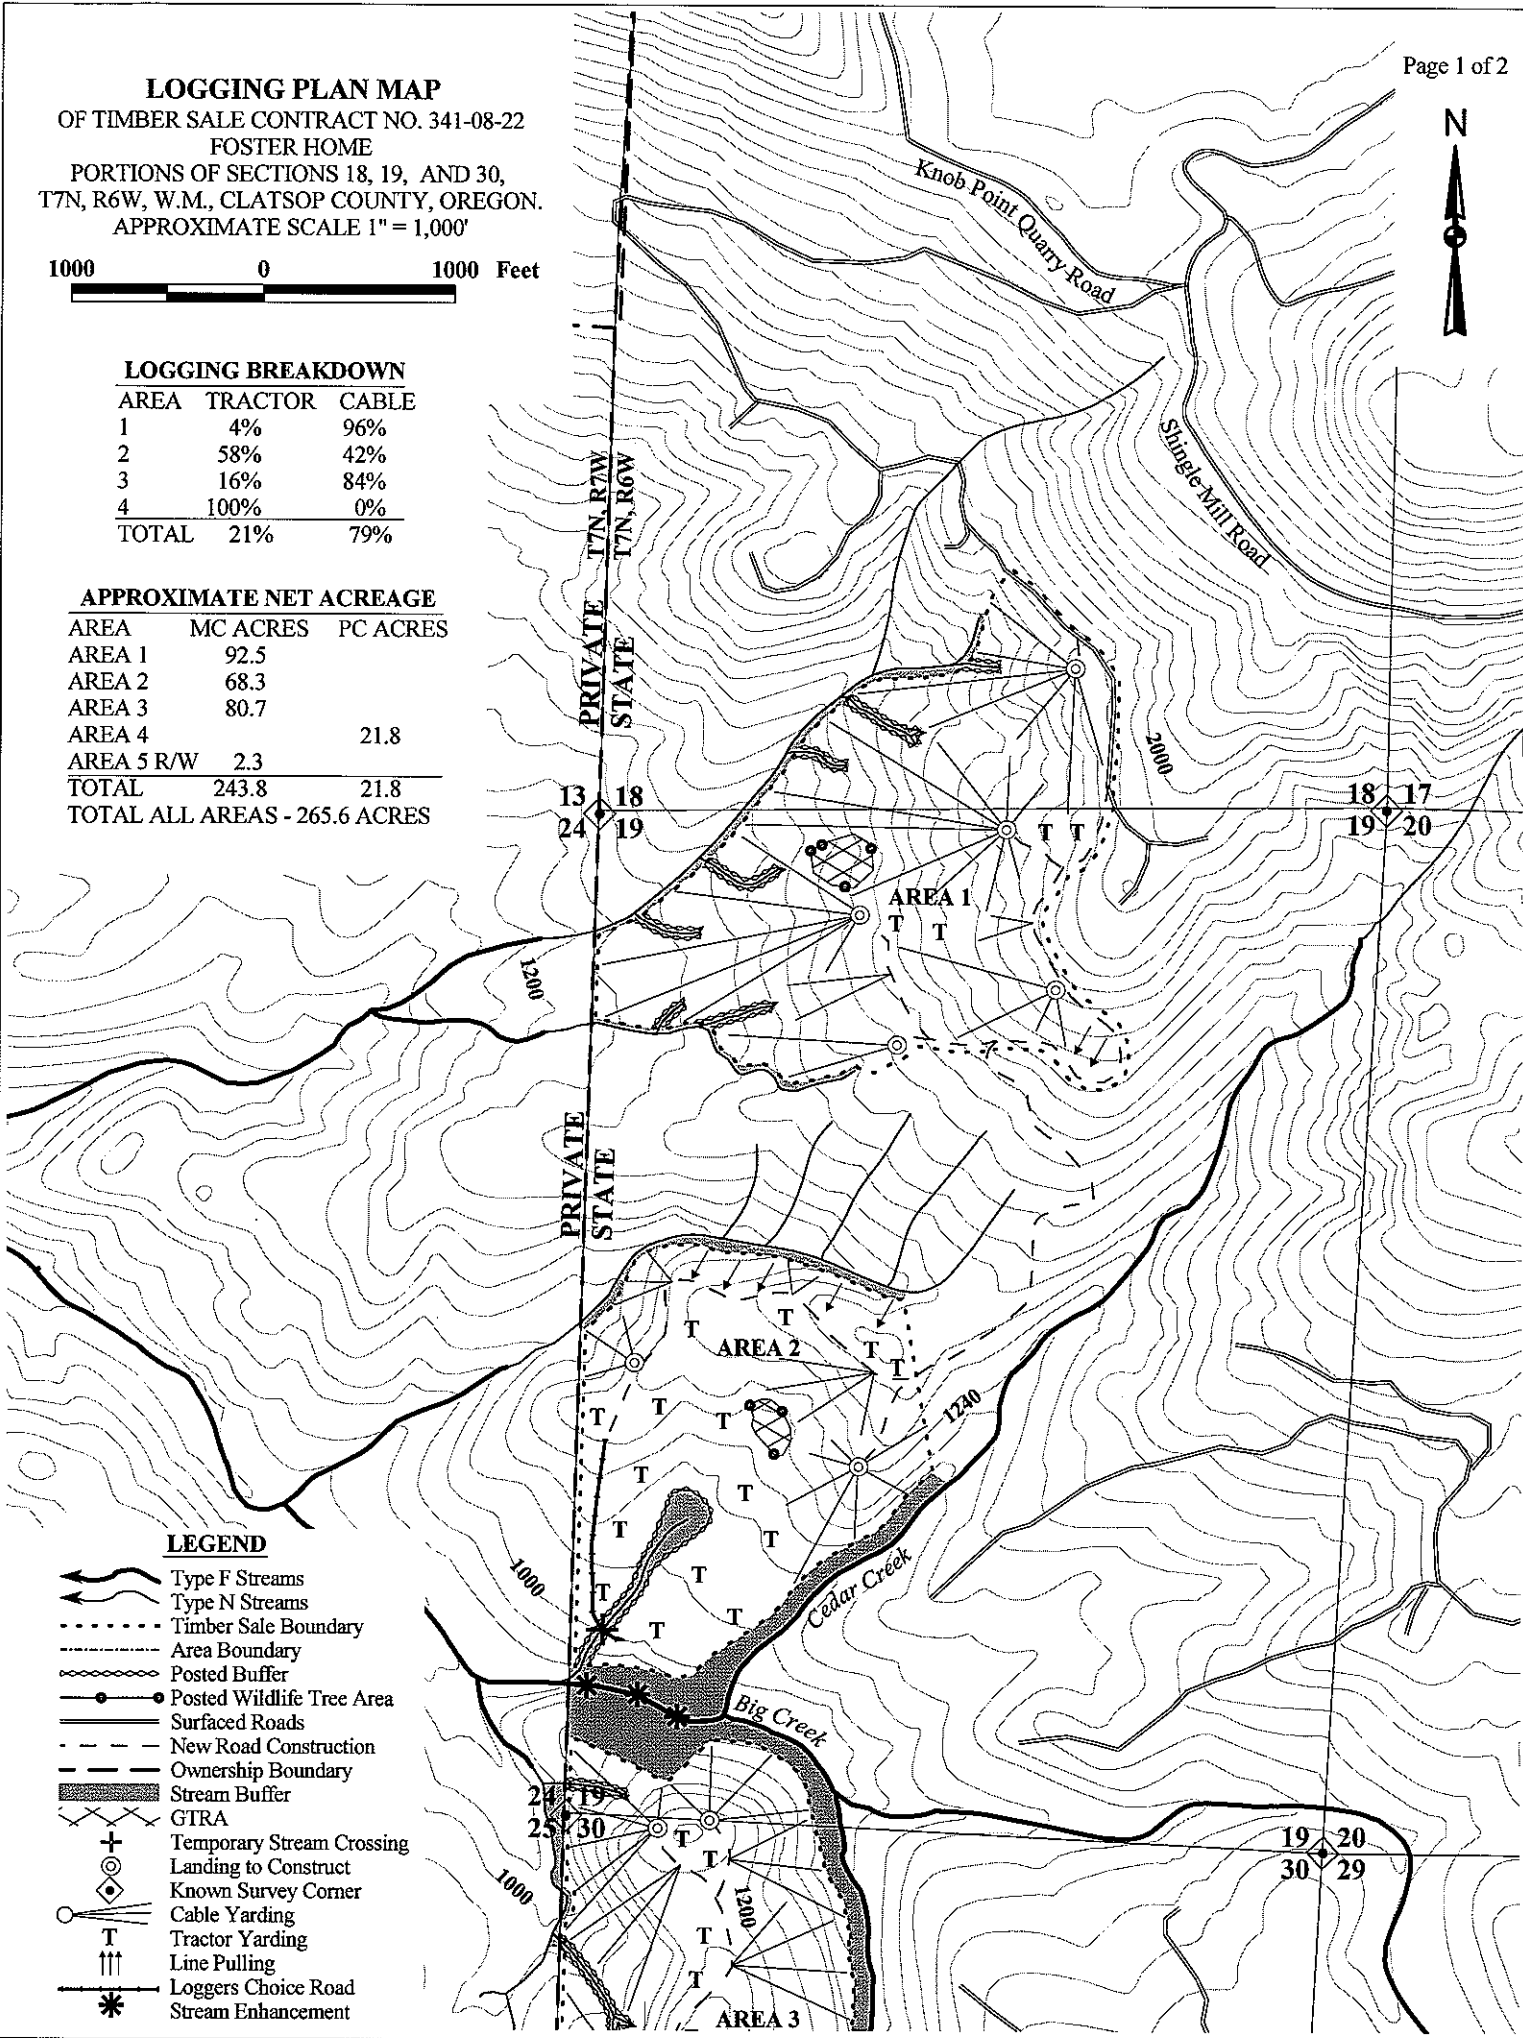 Page 1 of 2
LOGGING PLAN MAP
OF TIMBER SALE CONTRACT NO. 341-08-22
FOSTER HOME
PORTIONS OF SECTIONS 18, 19, AND 30,
T7N, R6W, W.M., CLATSOP COUNTY, OREGON.
APPROXIMATE SCALE 1" = 1,000'
1000 0 1000 Feet
N
LOGGING BREAKDOWN
AREA TRACTOR CABLE
1 4% 96%
2 58% 42%
3 16% 84%
4 100% 0%
TOTAL 21% 79%
APPROXIMATE NET ACREAGE
AREA MC ACRES PC ACRES
AREA 1 92.5
AREA 2 68.3
AREA 3 80.7
AREA 4 21.8
AREA 5 R/W 2.3
TOTAL 243.8 21.8
TOTAL ALL AREAS - 265.6 ACRES
Knob Point Quarry Road
Shingle Mill Road
T7N, R7W
T7N, R6W
PRIVATE
STATE
2000
13 18
24 19
18 17
19 20
T T
AREA 1
T T
1200
PRIVATE
STATE
T T
AREA 2
T T
T T T
1240
T T
T T
T T
T T
1000
Cedar Creek
Big Creek
24 19
25 30
19 20
30 29
T
T
1000
1200
T
T
AREA 3
LEGEND
Type F Streams
Type N Streams
Timber Sale Boundary
Area Boundary
Posted Buffer
Posted Wildlife Tree Area
Surfaced Roads
New Road Construction
Ownership Boundary
Stream Buffer
GTRA
Temporary Stream Crossing
Landing to Construct
Known Survey Corner
Cable Yarding
T Tractor Yarding
Line Pulling
Loggers Choice Road
Stream Enhancement